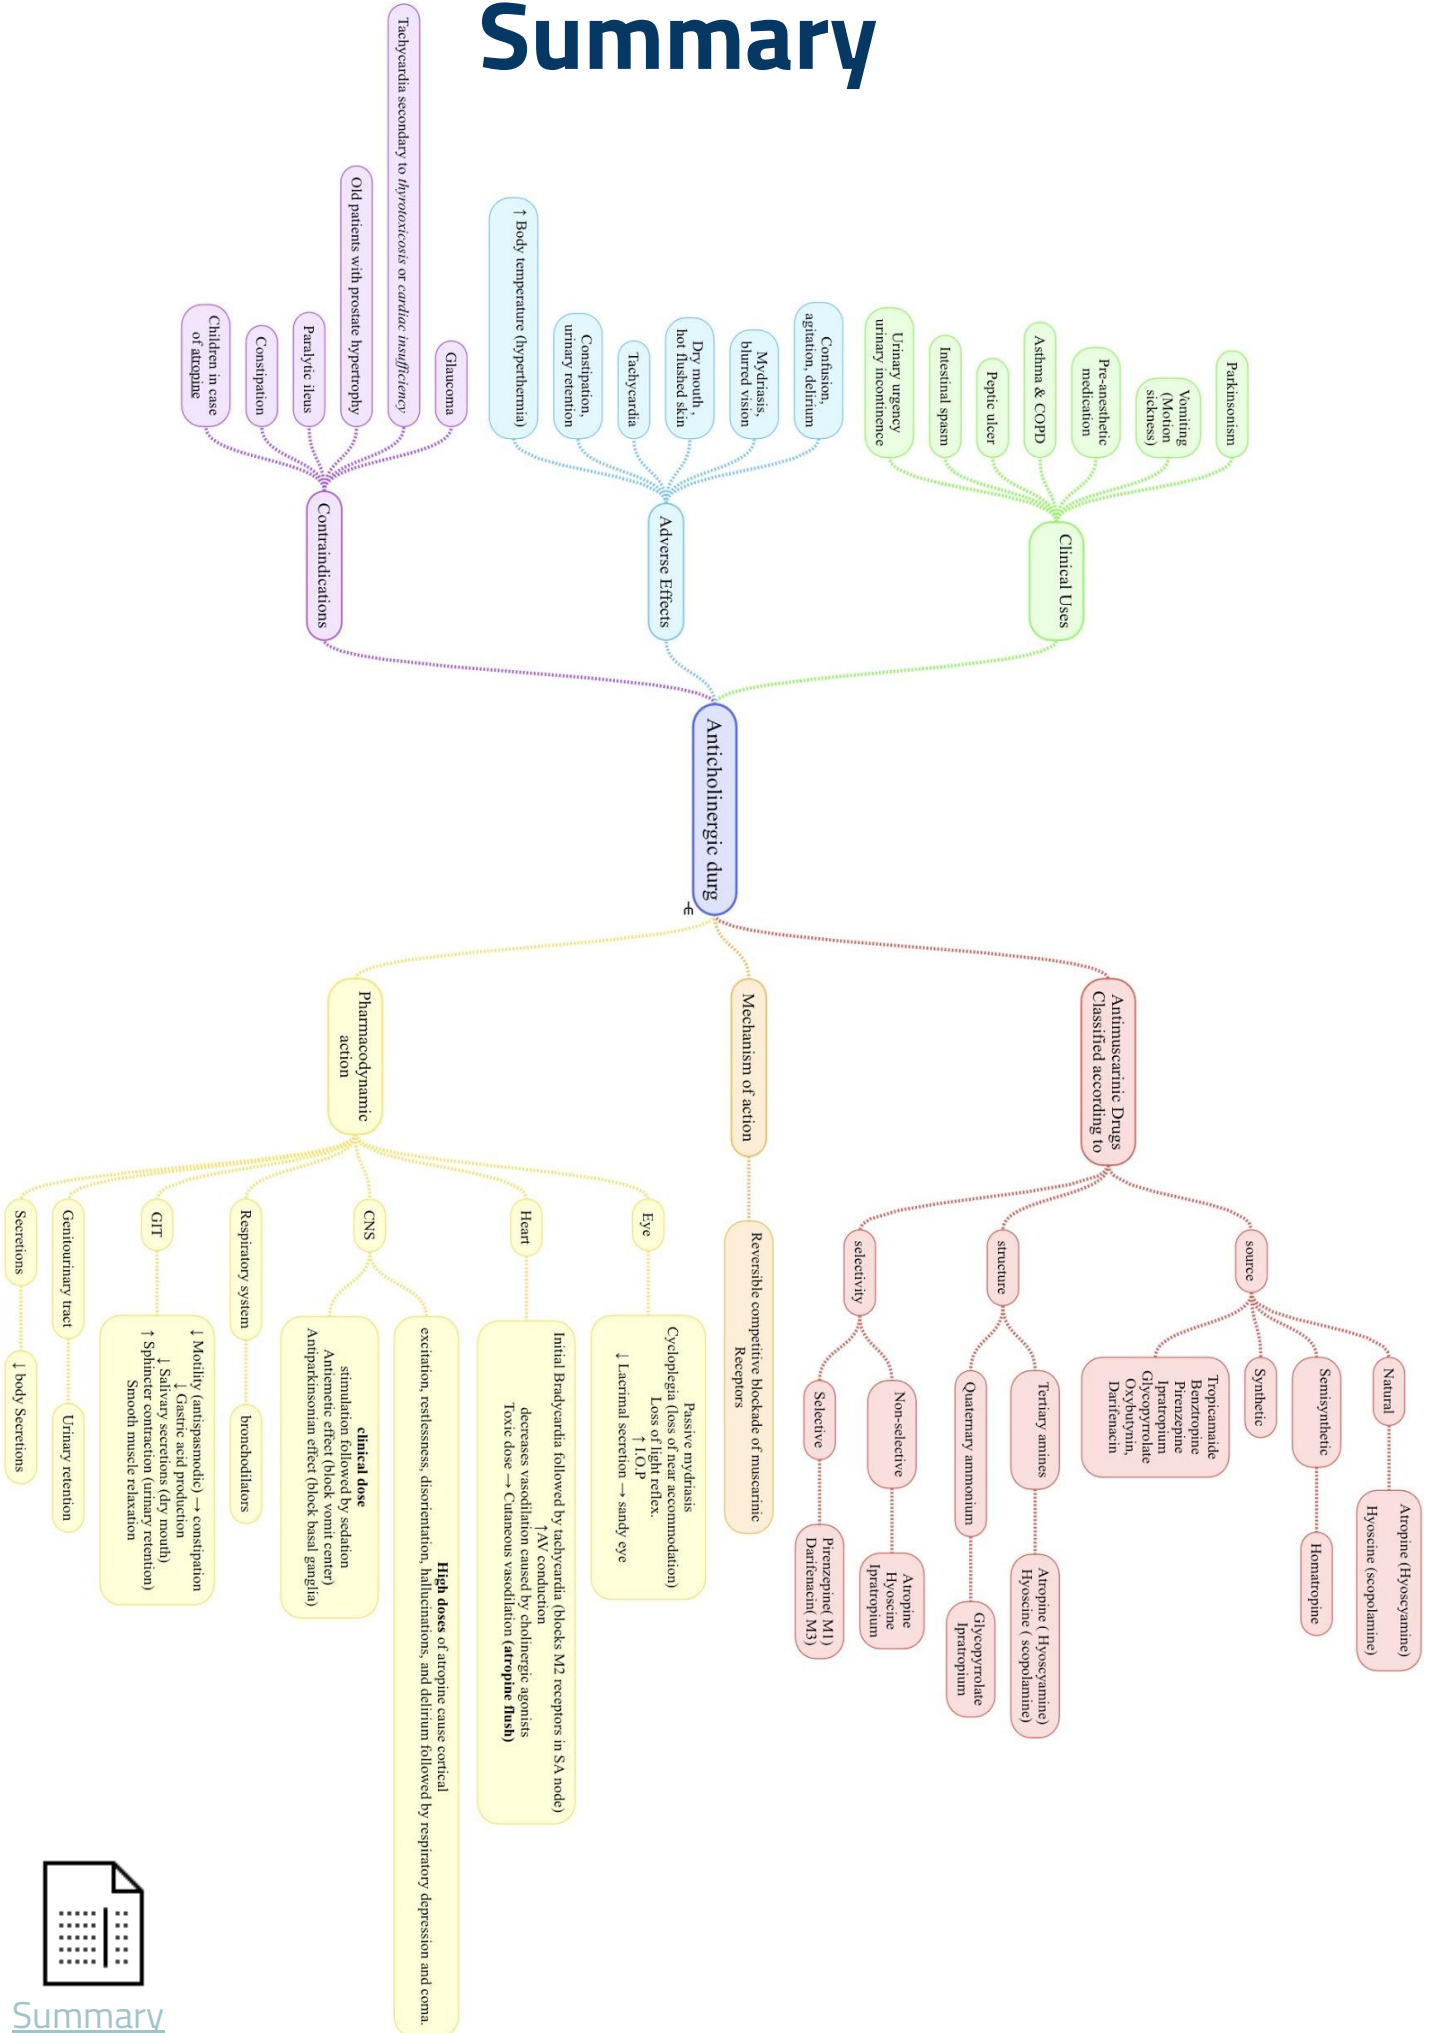 Summary
Anticholinergic durg
Antimuscarinic Drugs
Classified according to
source
Natural
Atropine (Hyoscyamine)
Hyoscine (scopolamine)
Semisynthetic
Homatropine
Synthetic
Tropicamaide
Benztropine
Pirenzepine
Ipratropium
Glycopyrrolate
Oxybutynin,
Darifenacin
structure
Tertiary amines
Atropine ( Hyoscyamine)
Hyoscine ( scopolamine)
Quaternary ammonium
Glycopyrrolate
Ipratropium
selectivity
Non-selective
Atropine
Hyoscine
Ipratropium
Selective
Pirenzepine( M1)
Darifenacin( M3)
Mechanism of action
Reversible competitive blockade of muscarinic
Receptors
Pharmacodynamic
action
Eye
Passive mydriasis
Cycloplegia (loss of near accommodation)
Loss of light reflex.
↑ I.O.P
↓ Lacrimal secretion → sandy eye
Heart
Initial Bradycardia followed by tachycardia (blocks M2 receptors in SA node)
↑AV conduction
decreases vasodilation caused by cholinergic agonists
Toxic dose → Cutaneous vasodilation (atropine flush)
CNS
High doses of atropine cause cortical
excitation, restlessness, disorientation, hallucinations, and delirium followed by respiratory depression and coma.
clinical dose
stimulation followed by sedation
Antiemetic effect (block vomit center)
Antiparkinsonian effect (block basal ganglia)
Respiratory system
bronchodilators
GIT
↓ Motility (antispasmodic) → constipation
↓ Gastric acid production
↓ Salivary secretions (dry mouth)
↑ Sphincter contraction (urinary retention)
Smooth muscle relaxation
Genitourinary tract
Urinary retention
Secretions
↓ body Secretions
Clinical Uses
Parkinsonism
Vomiting
(Motion
sickness)
Pre-anesthetic
medication
Asthma & COPD
Peptic ulcer
Intestinal spasm
Urinary urgency
urinary incontinence
Adverse Effects
Confusion,
agitation, delirium
Mydriasis,
blurred vision
Dry mouth ,
hot flushed skin
Tachycardia
Constipation,
urinary retention
↑ Body temperature (hyperthermia)
Contraindications
Glaucoma
Tachycardia secondary to thyrotoxicosis or cardiac insufficiency
Old patients with prostate hypertrophy
Paralytic ileus
Constipation
Children in case
of atropine
Summary